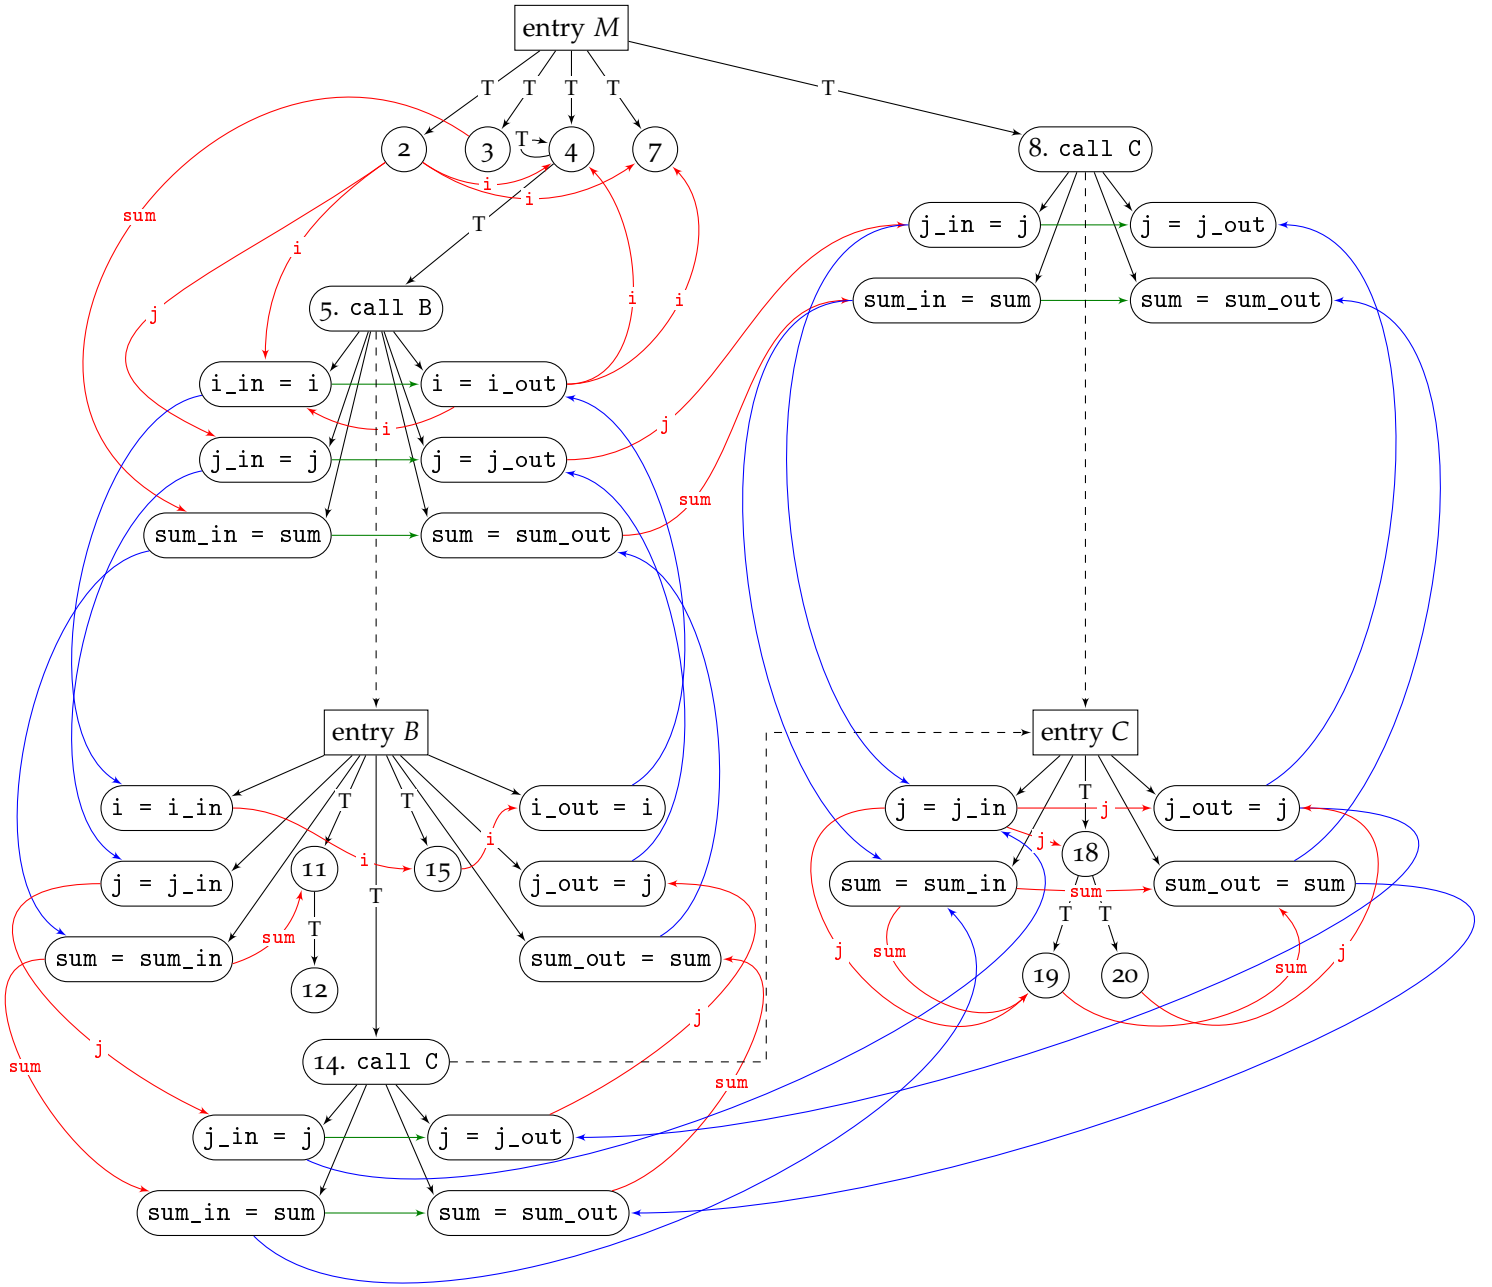 entry M
T T T T T
2 3 T 4 7 8. call C
i i
sum T j_in = j j = j_out
i
j i i sum_in = sum sum = sum_out
5. call B
i_in = i i = i_out
i j
j_in = j j = j_out
sum
sum_in = sum sum = sum_out
entry B entry C
T T T
i = i_in i_out = i j = j_in j j_out = j
i i j
11 15 18
j = j_in T j_out = j sum = sum_in sum sum_out = sum
T T T
sum sum j j
sum = sum_in sum_out = sum sum
12 19 20
j j
14. call C
sum sum
j_in = j j = j_out
sum_in = sum sum = sum_out